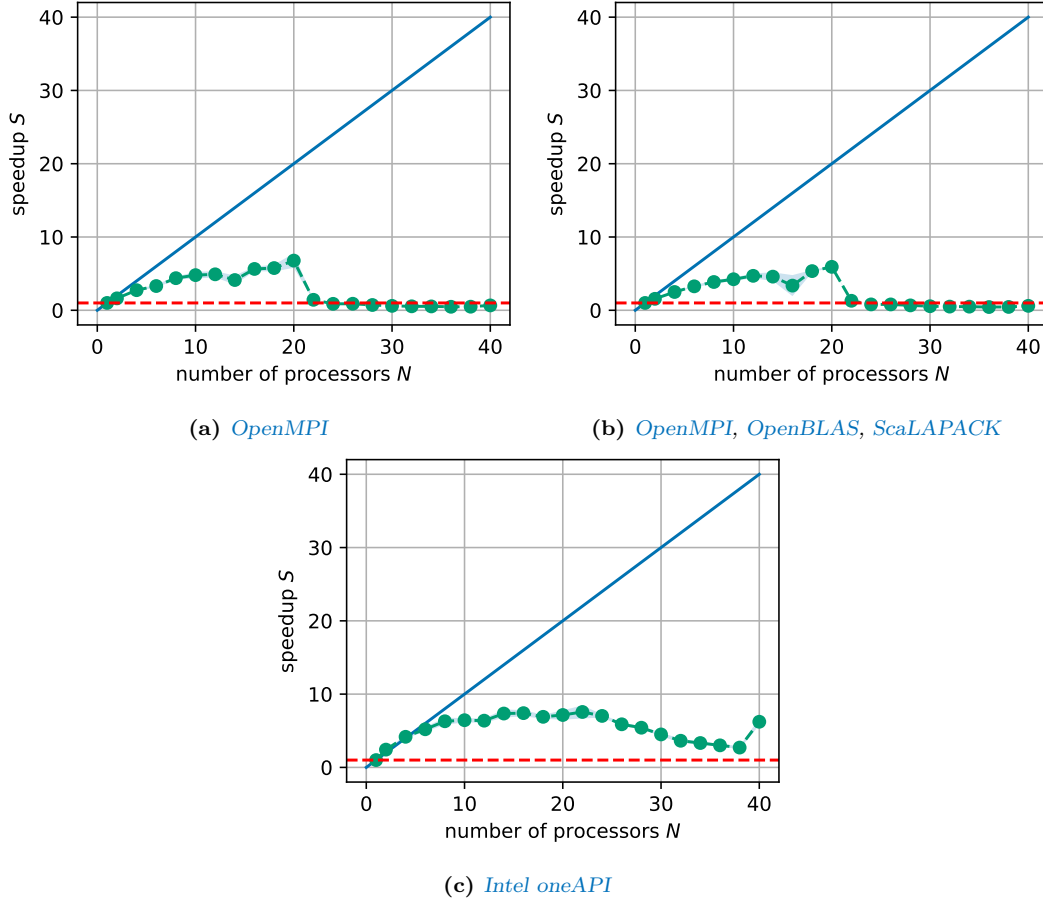 40
30
20
10
0
speedup S
0 10 20 30 40
number of processors N
(a) OpenMPI
40
30
20
10
0
speedup S
0 10 20 30 40
number of processors N
(b) OpenMPI, OpenBLAS, ScaLAPACK
40
30
20
10
0
speedup S
0 10 20 30 40
number of processors N
(c) Intel oneAPI